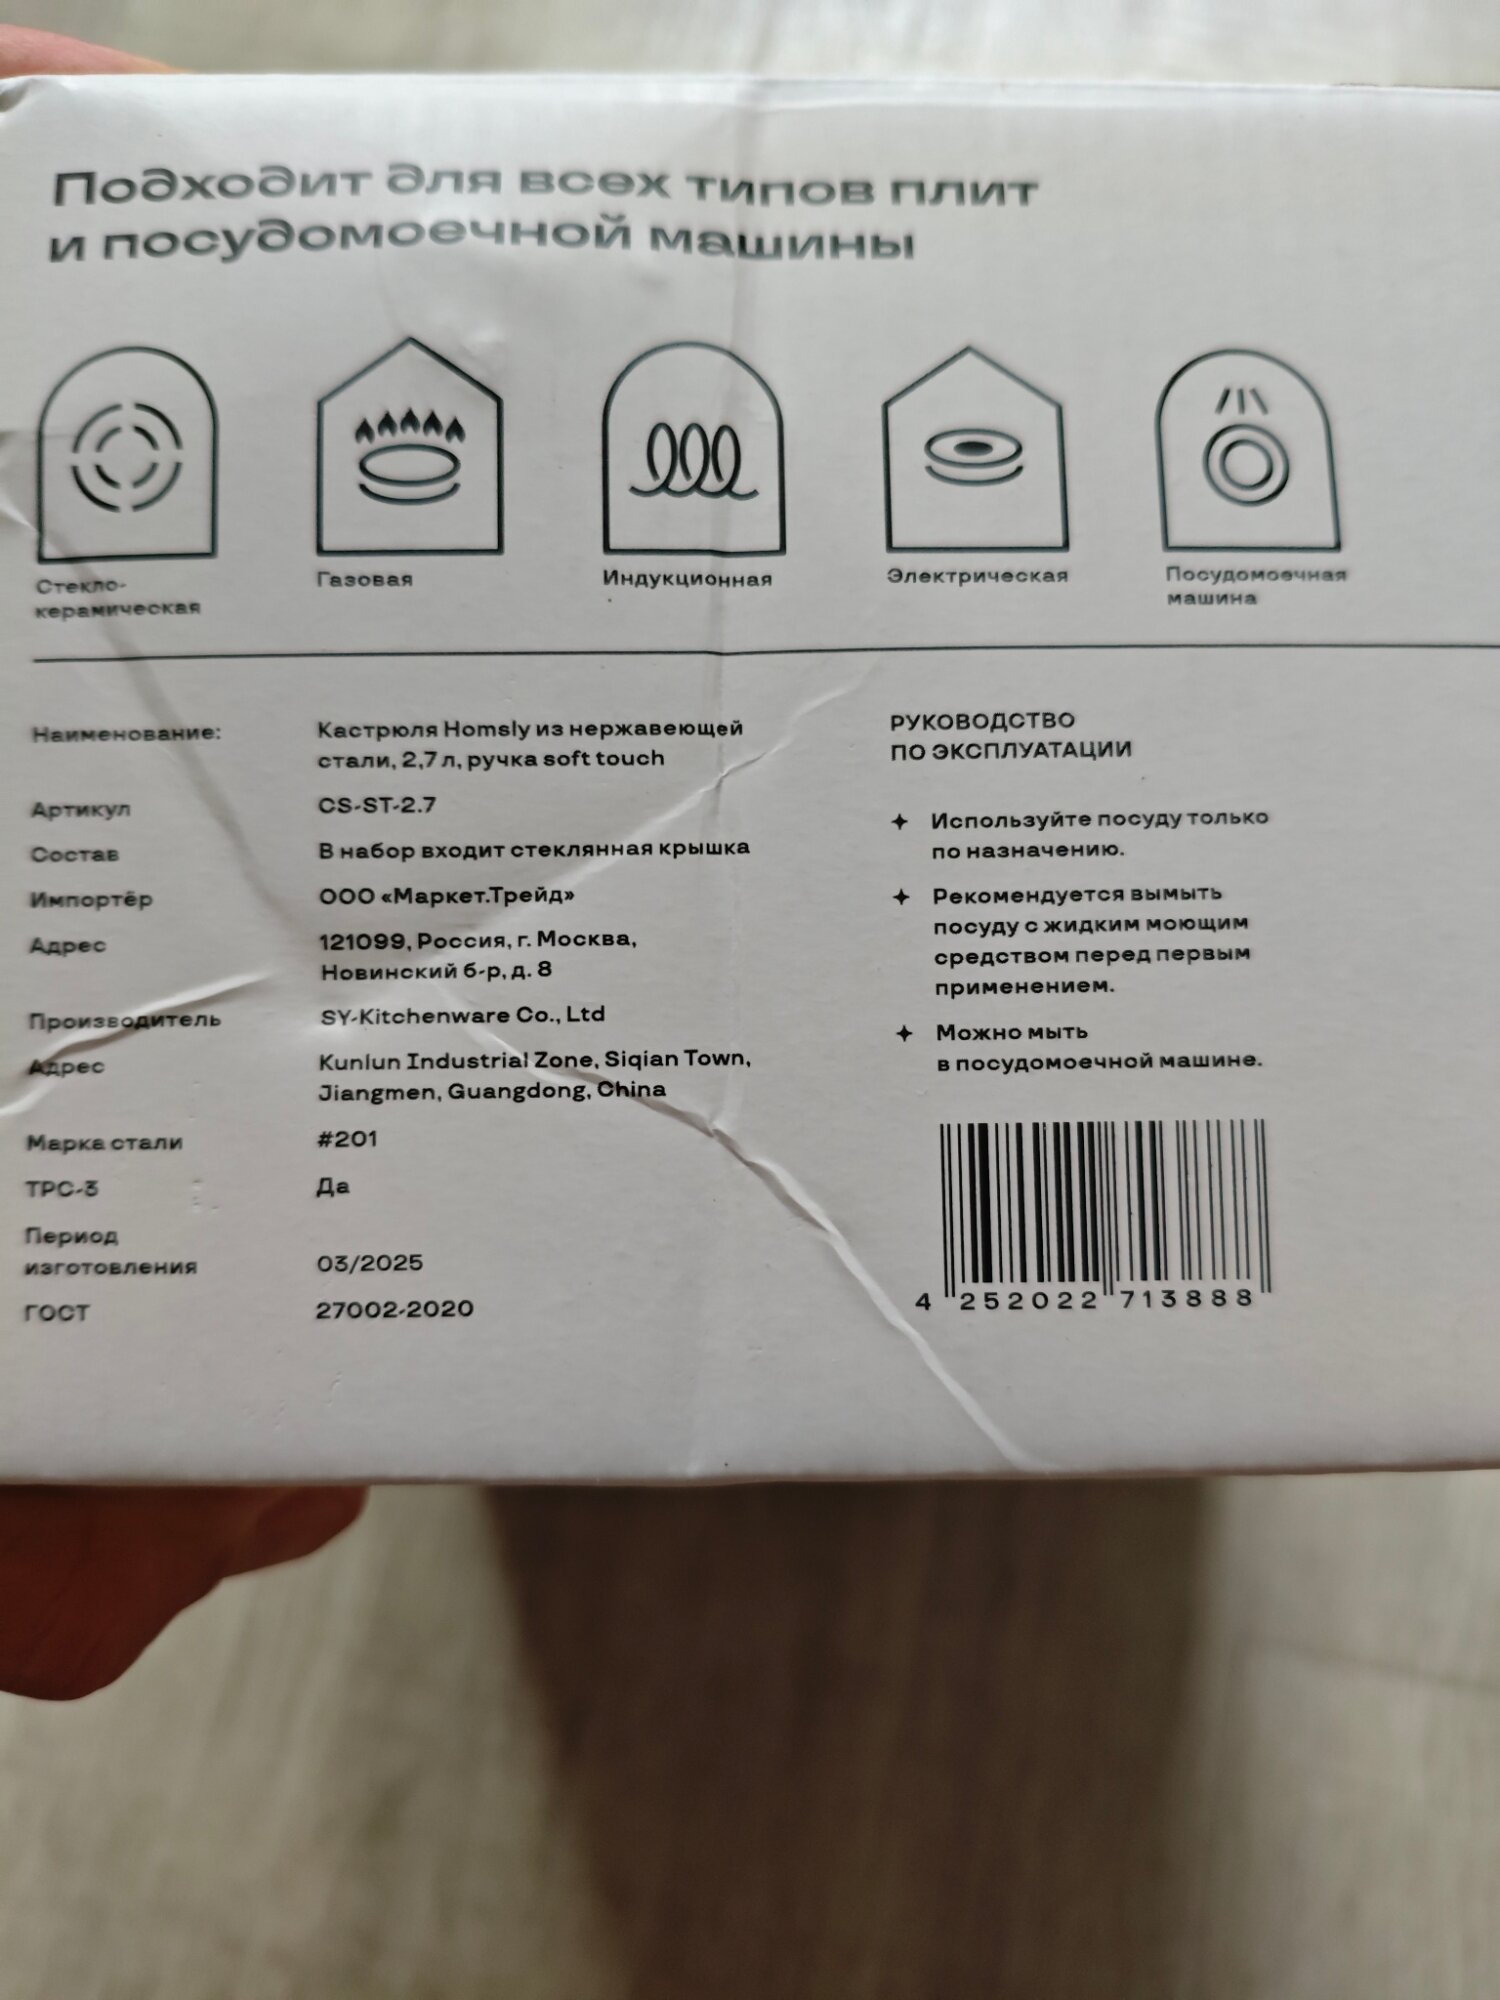 Подходит для всех типов плит
и посудомоечной машины
Стекло-
керамическая
Газовая
Индукционная
Электрическая
Посудомоечная
машина
Наименование: Кастрюля Homsly из нержавеющей
стали, 2,7 л, ручка soft touch
Артикул CS-ST-2.7
Состав В набор входит стеклянная крышка
Импортёр ООО «Маркет.Трейд»
Адрес 121099, Россия, г. Москва,
Новинский б-р, д. 8
Производитель SY-Kitchenware Co., Ltd
Адрес Kunlun Industrial Zone, Siqian Town,
Jiangmen, Guangdong, China
Марка стали #201
ТРС-3 Да
Период
изготовления 03/2025
ГОСТ 27002-2020
РУКОВОДСТВО
ПО ЭКСПЛУАТАЦИИ
Используйте посуду только
по назначению.
Рекомендуется вымыть
посуду с жидким моющим
средством перед первым
применением.
Можно мыть
в посудомоечной машине.
4 252022 713888